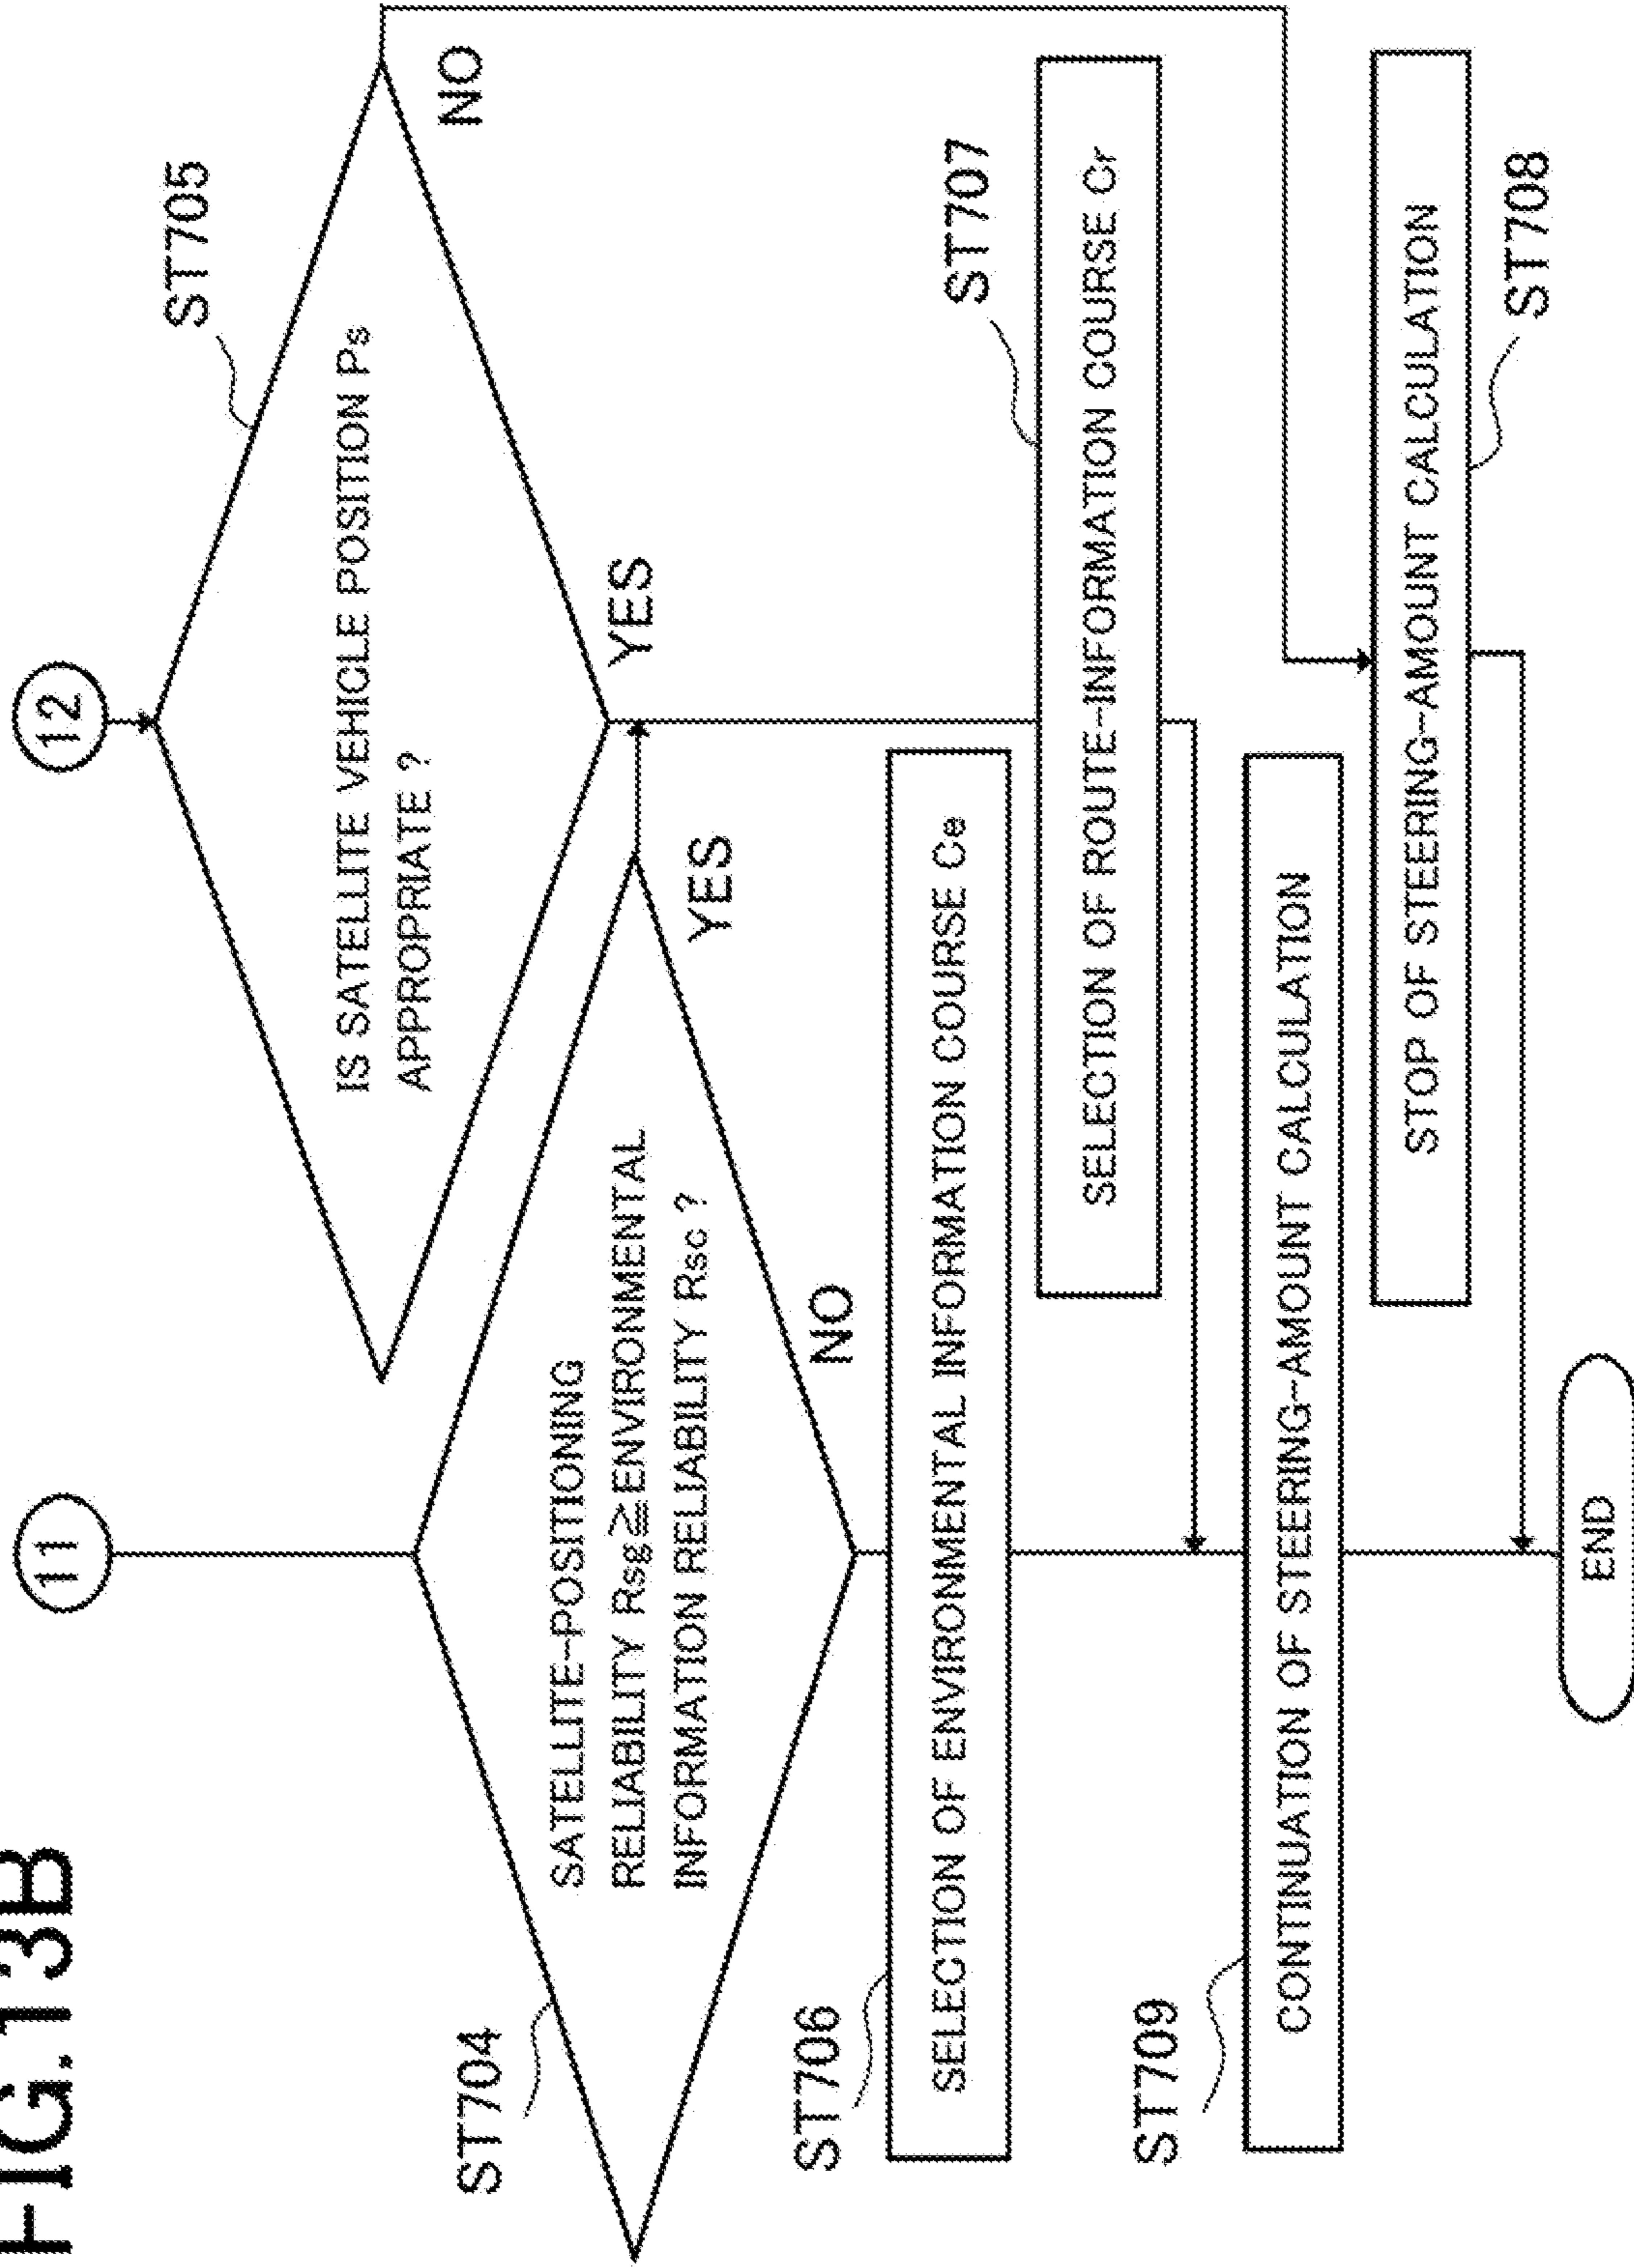 FIG.13B
11
12
ST704
SATELLITE-POSITIONING
RELIABILITY Rsg≧ENVIRONMENTAL
INFORMATION RELIABILITY Rsc ?
YES
NO
ST705
IS SATELLITE VEHICLE POSITION Ps
APPROPRIATE ?
NO
YES
ST706
SELECTION OF ENVIRONMENTAL INFORMATION COURSE Ce
ST707
SELECTION OF ROUTE-INFORMATION COURSE Cr
ST709
CONTINUATION OF STEERING-AMOUNT CALCULATION
STOP OF STEERING-AMOUNT CALCULATION
ST708
END